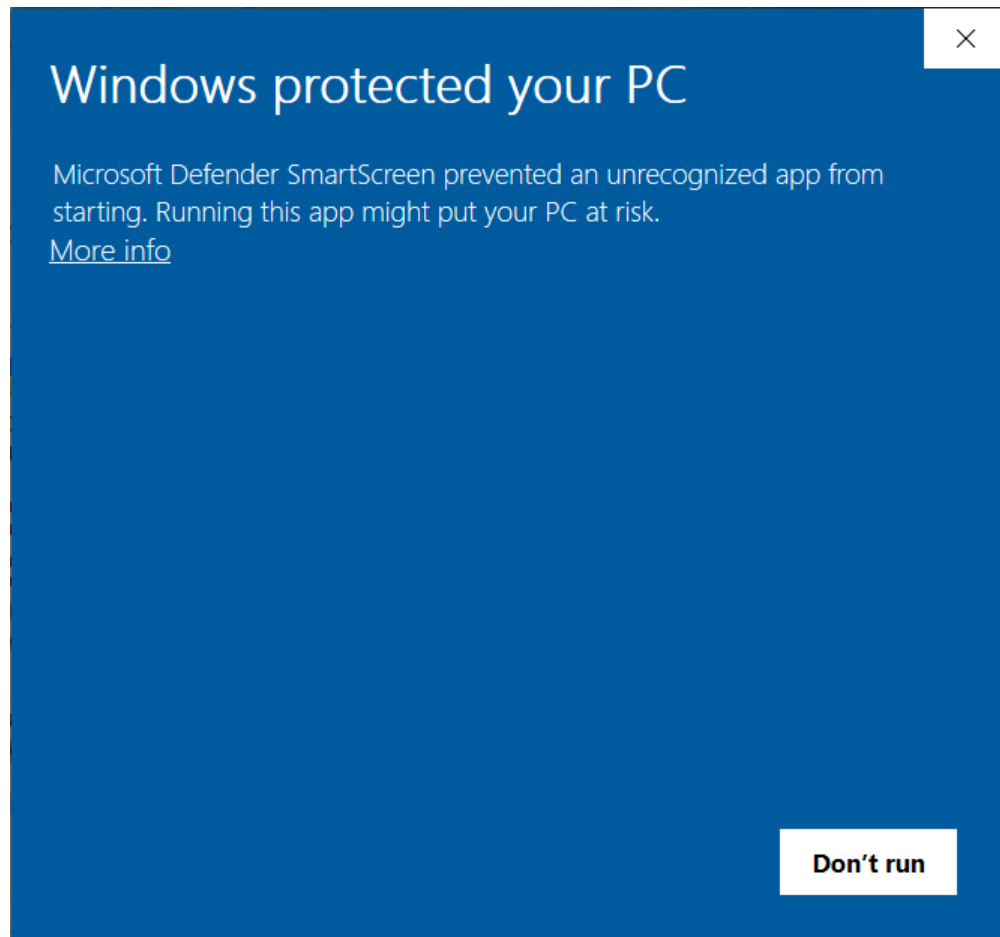 Windows protected your PC
Microsoft Defender SmartScreen prevented an unrecognized app from
starting. Running this app might put your PC at risk.
More info
Don’t run